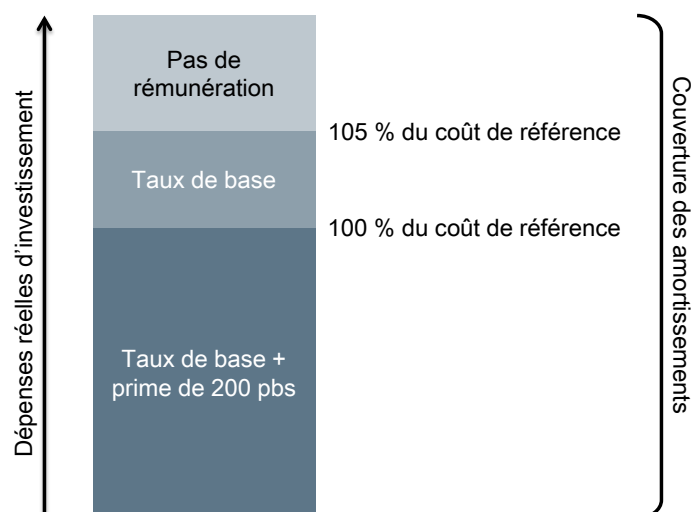 Dépenses réelles d'investissement
Pas de
rémunération
105 % du coût de référence
Taux de base
100 % du coût de référence
Taux de base +
prime de 200 pbs
Couverture des amortissements